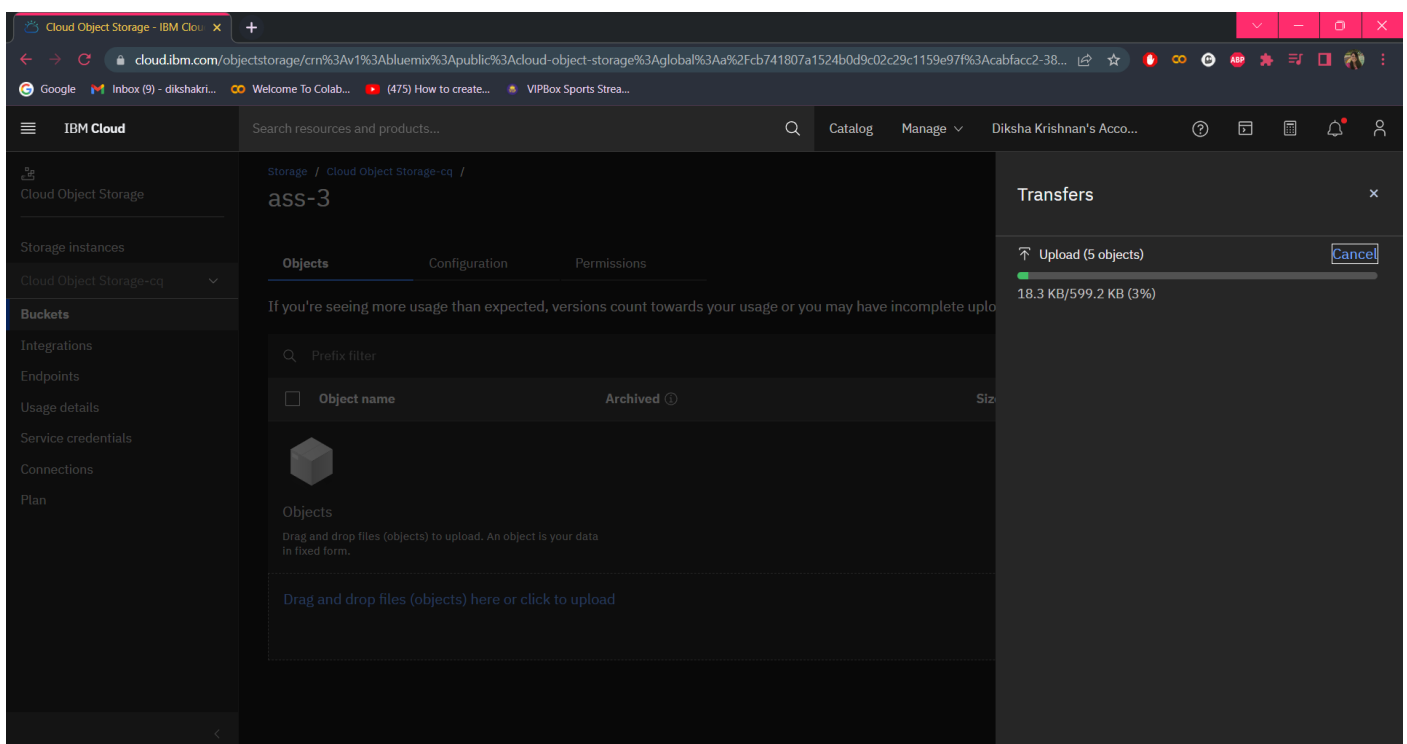 Cloud Object Storage - IBM Clou
cloud.ibm.com/objectstorage/crn%3Av1%3Abluemix%3Apublic%3Acloud-object-storage%3Aglobal%3Aa%2Fcb741807a1524b0d9c02c29c1159e97f%3Acabfacc2-38...
Google Inbox (9) - dikshakri... Welcome To Colab... (475) How to create... VIPBox Sports Strea...
IBM Cloud Search resources and products... Catalog Manage Diksha Krishnan's Acco...
Cloud Object Storage
Storage instances
Cloud Object Storage-cq
Buckets
Integrations
Endpoints
Usage details
Service credentials
Connections
Plan
Storage / Cloud Object Storage-cq /
ass-3
Objects Configuration Permissions
If you're seeing more usage than expected, versions count towards your usage or you may have incomplete uplo
Prefix filter
Object name Archived Siz
Objects
Drag and drop files (objects) to upload. An object is your data
in fixed form.
Drag and drop files (objects) here or click to upload
Transfers
Upload (5 objects) Cancel
18.3 KB/599.2 KB (3%)
ABP